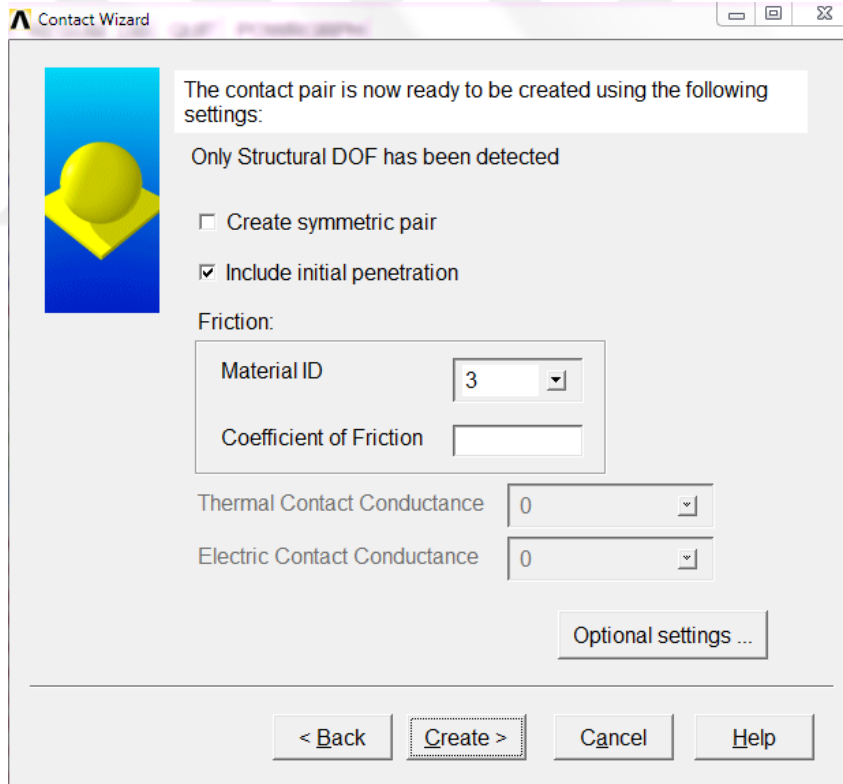 Contact Wizard
The contact pair is now ready to be created using the following
settings:
Only Structural DOF has been detected
Create symmetric pair
Include initial penetration
Friction:
Material ID
3
Coefficient of Friction
Thermal Contact Conductance
0
Electric Contact Conductance
0
Optional settings ...
< Back
Create >
Cancel
Help